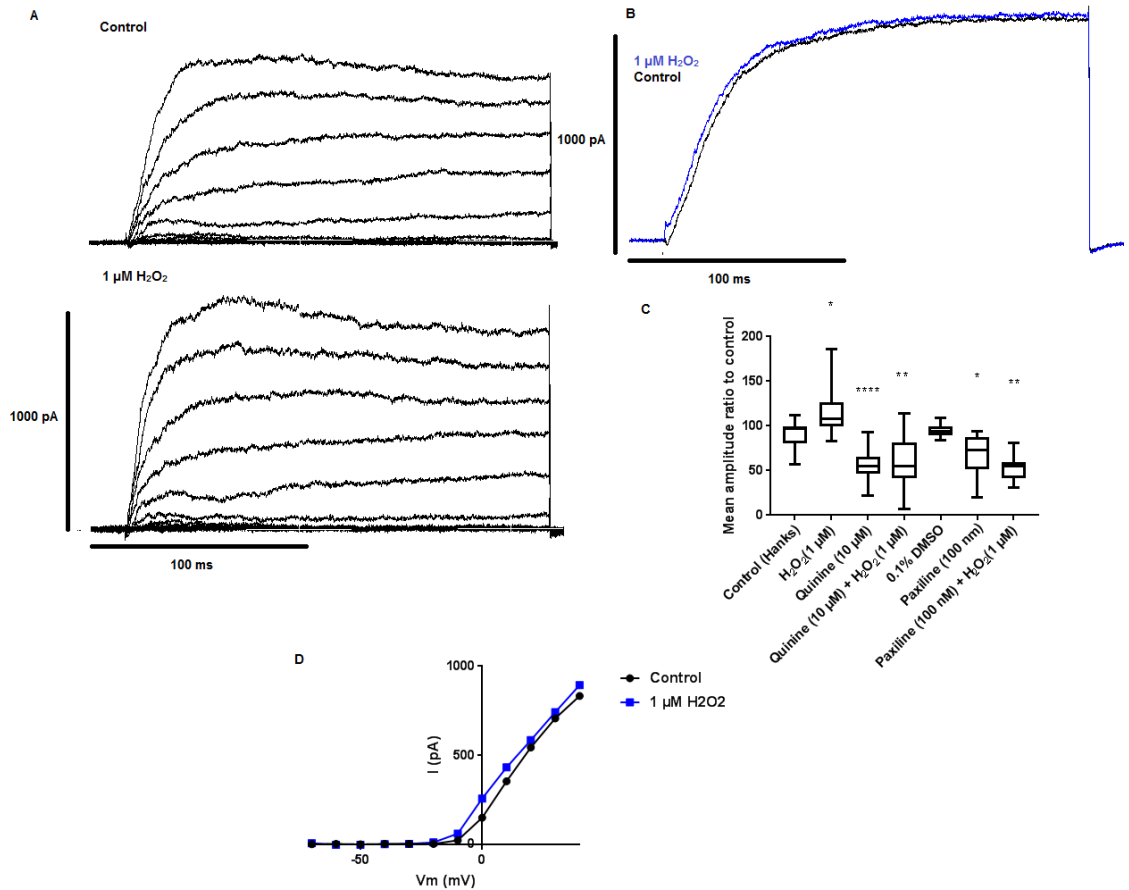 A
Control
1 µM H₂O₂
1000 pA
100 ms
B
1 µM H₂O₂
Control
1000 pA
100 ms
C
Mean amplitude ratio to control
200
150
100
50
0
*
****
**
*
**
Control (Hanks)
H₂O₂(1 µM)
Quinine (10 µM)
Quinine (10 µM) + H₂O₂(1 µM)
0.1% DMSO
Paxiline (100 nm)
Paxiline (100 nM) + H₂O₂(1 µM)
D
I (pA)
1000
500
0
-50
0
Vm (mV)
Control
1 µM H2O2